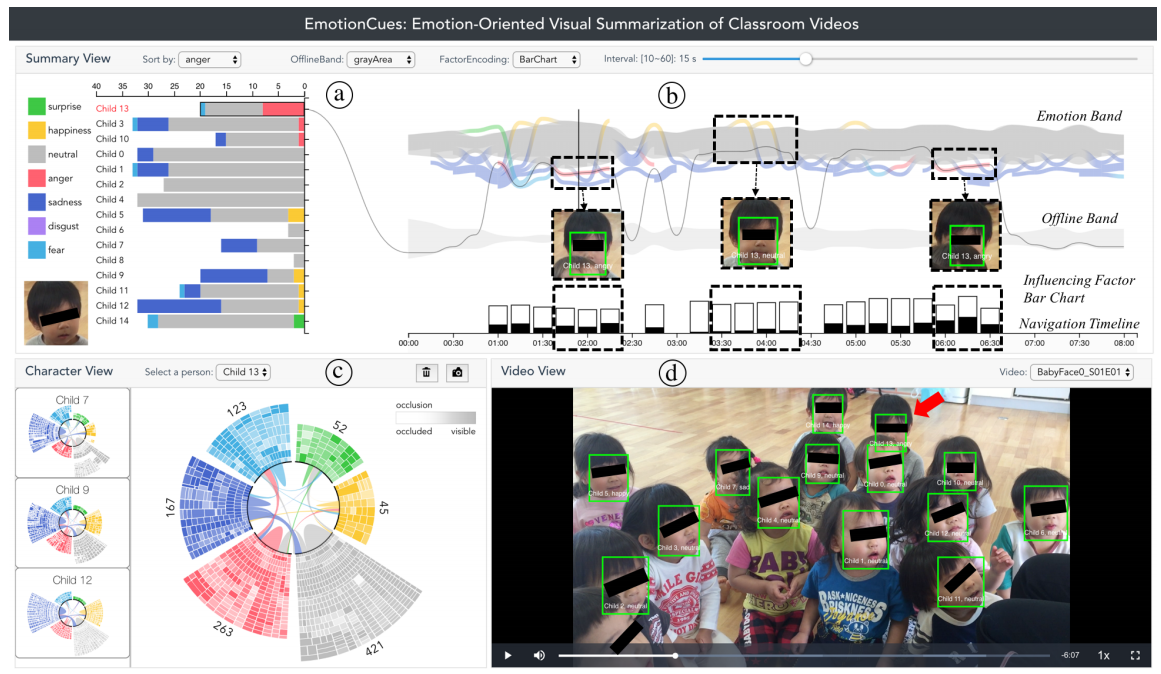 EmotionCues: Emotion-Oriented Visual Summarization of Classroom Videos
Summary View
Sort by: anger
OfflineBand: grayArea
FactorEncoding: BarChart
Interval: [10~60]: 15 s
40 35 30 25 20 15 10 5 0
surprise
happiness
neutral
anger
sadness
disgust
fear
Child 13
Child 3
Child 10
Child 0
Child 1
Child 2
Child 4
Child 5
Child 6
Child 7
Child 8
Child 9
Child 11
Child 12
Child 14
a
b
Emotion Band
Offline Band
Child 13, angry
Child 13, neutral
Child 13, angry
Influencing Factor
Bar Chart
Navigation Timeline
00:00 00:30 01:00 01:30 02:00 02:30 03:00 03:30 04:00 04:30 05:00 05:30 06:00 06:30 07:00 07:30 08:00
Character View
Select a person: Child 13
c
Child 7
Child 9
Child 12
occlusion
occluded visible
123
52
167
45
263
421
Video View
d
Video: BabyFace0_S01E01
Child 14, happy
Child 13, angry
Child 5, happy
Child 7, sad
Child 9, neutral
Child 0, neutral
Child 10, neutral
Child 4, neutral
Child 3, neutral
Child 12, neutral
Child 6, neutral
Child 1, neutral
Child 2, neutral
Child 11, neutral
-6:07
1x